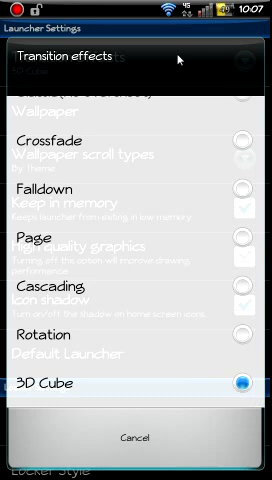 4G 10:07
Launcher Settings
Transition effects
Wallpaper
Crossfade
Wallpaper scroll types
By Theme
Falldown
Keep in memory
Keeps launcher from exiting in low memory
Page
High quality graphics
Turning off this option will improve drawing
performance.
Cascading
Icon shadow
Turn on/off the shadow on home screen icons.
Rotation
Default Launcher
3D Cube
Cancel
Locker Style